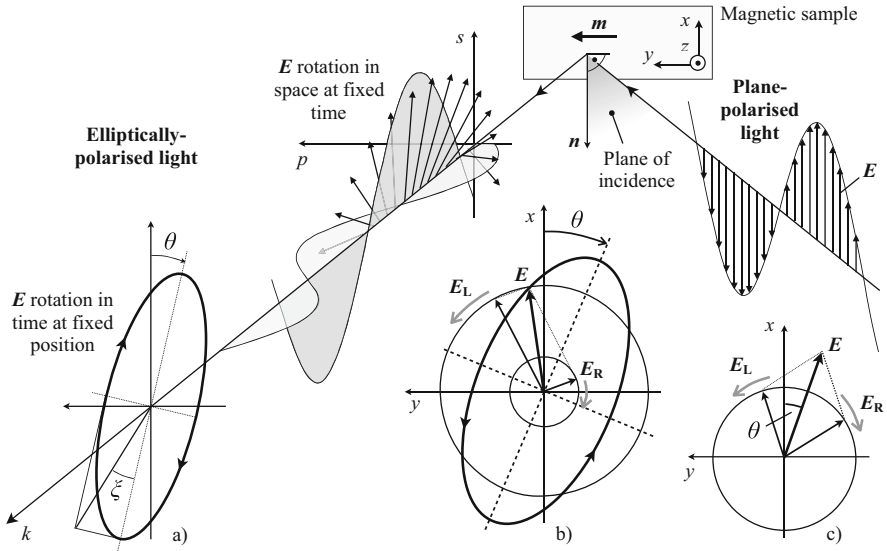 Magnetic sample
m
x
y
z
s
E rotation in
space at fixed
time
Plane-
polarised
light
Elliptically-
polarised light
p
n
Plane of
incidence
E
θ
E rotation in
time at fixed
position
ξ
k
a)
x
θ
E_L
E
E_R
y
b)
x
E
E_L
E_R
θ
y
c)